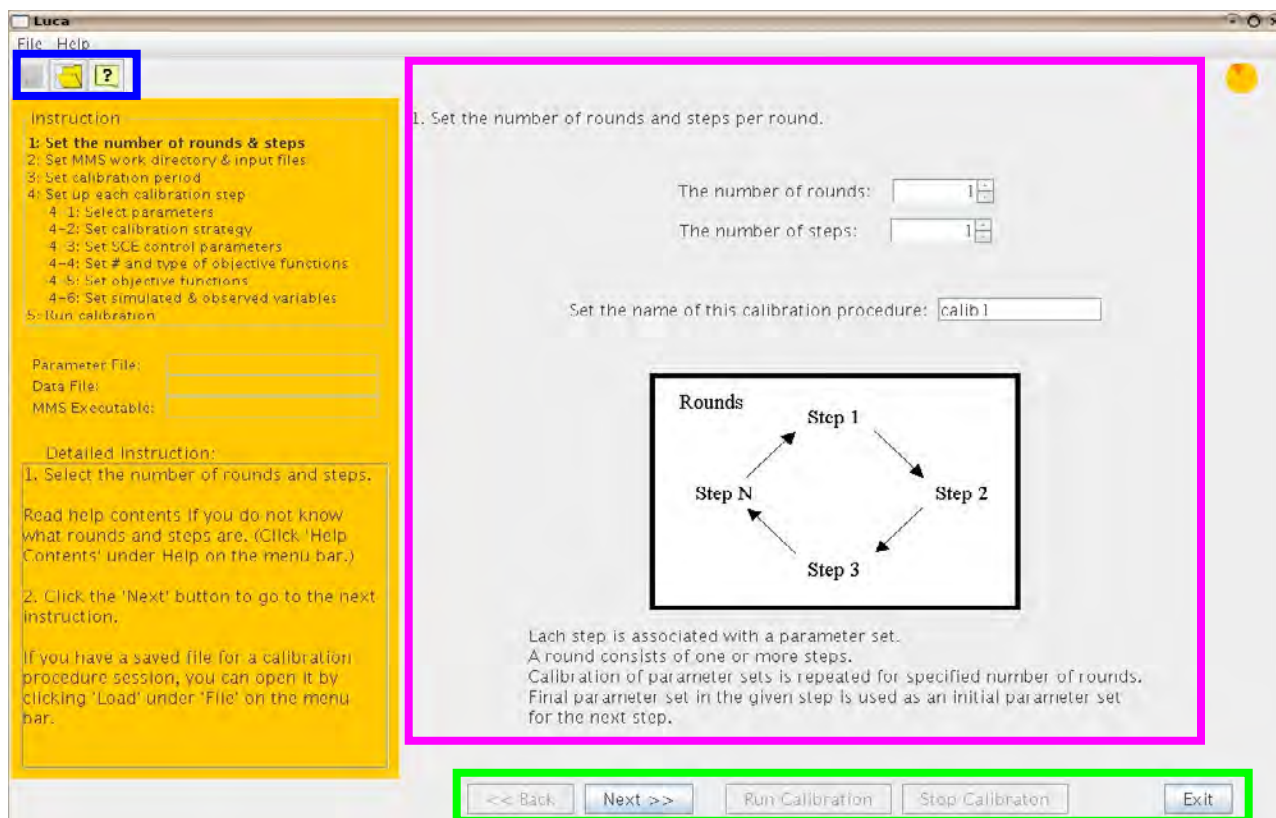 Luca
File Help
?
Instruction
1: Set the number of rounds & steps
2: Set MMS work directory & input files
3: Set calibration period
4: Set up each calibration step
4-1: Select parameters
4-2: Set calibration strategy
4-3: Set SCE control parameters
4-4: Set # and type of objective functions
4-5: Set objective functions
4-6: Set simulated & observed variables
5: Run calibration
Parameter File:
Data File:
MMS Executable:
Detailed Instruction:
1. Select the number of rounds and steps.
Read help contents if you do not know
what rounds and steps are. (Click 'Help
Contents' under Help on the menu bar.)
2. Click the 'Next' button to go to the next
instruction.
If you have a saved file for a calibration
procedure session, you can open it by
clicking 'Load' under 'File' on the menu
bar.
1. Set the number of rounds and steps per round.
The number of rounds: 1
The number of steps: 1
Set the name of this calibration procedure: calib1
Rounds
Step 1
Step N
Step 2
Step 3
Each step is associated with a parameter set.
A round consists of one or more steps.
Calibration of parameter sets is repeated for specified number of rounds.
Final parameter set in the given step is used as an initial parameter set
for the next step.
<< Back Next >> Run Calibration Stop Calibraton Exit